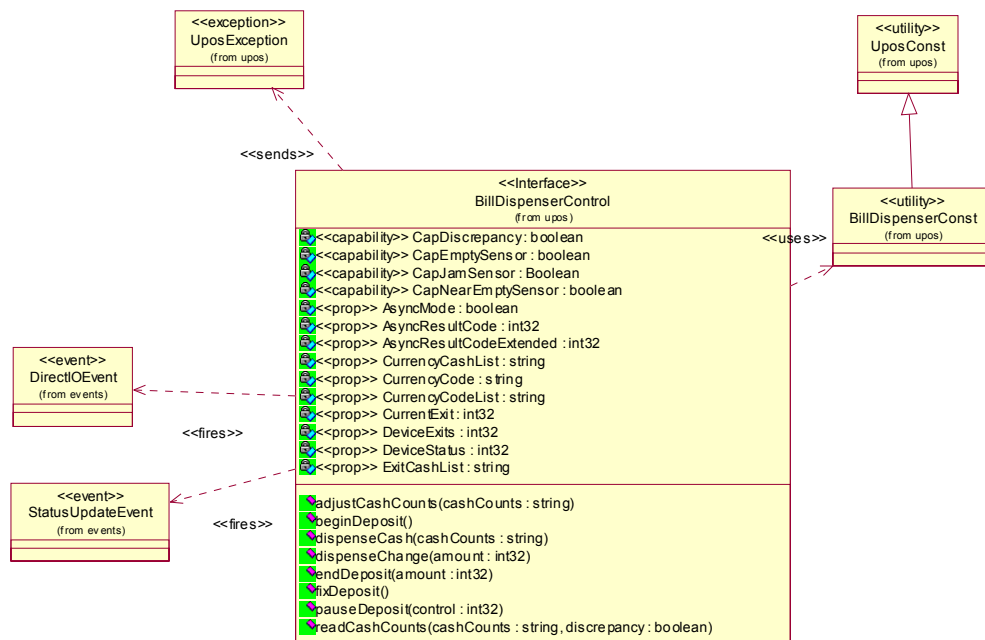 <<exception>>
UposException
(from upos)
<<utility>>
UposConst
(from upos)
<<sends>>
<<Interface>>
BillDispenserControl
(from upos)
<<utility>>
BillDispenserConst
(from upos)
<<uses>>
<<capability>> CapDiscrepancy : boolean
<<capability>> CapEmptySensor : boolean
<<capability>> CapJamSensor : Boolean
<<capability>> CapNearEmptySensor : boolean
<<prop>> AsyncMode : boolean
<<prop>> AsyncResultCode : int32
<<prop>> AsyncResultCodeExtended : int32
<<prop>> CurrencyCashList : string
<<prop>> CurrencyCode : string
<<prop>> CurrencyCodeList : string
<<prop>> CurrentExit : int32
<<prop>> DeviceExits : int32
<<prop>> DeviceStatus : int32
<<prop>> ExitCashList : string
<<event>>
DirectIOEvent
(from events)
<<fires>>
<<event>>
StatusUpdateEvent
(from events)
<<fires>>
adjustCashCounts(cashCounts : string)
beginDeposit()
dispenseCash(cashCounts : string)
dispenseChange(amount : int32)
endDeposit(amount : int32)
fixDeposit()
pauseDeposit(control : int32)
readCashCounts(cashCounts : string, discrepancy : boolean)